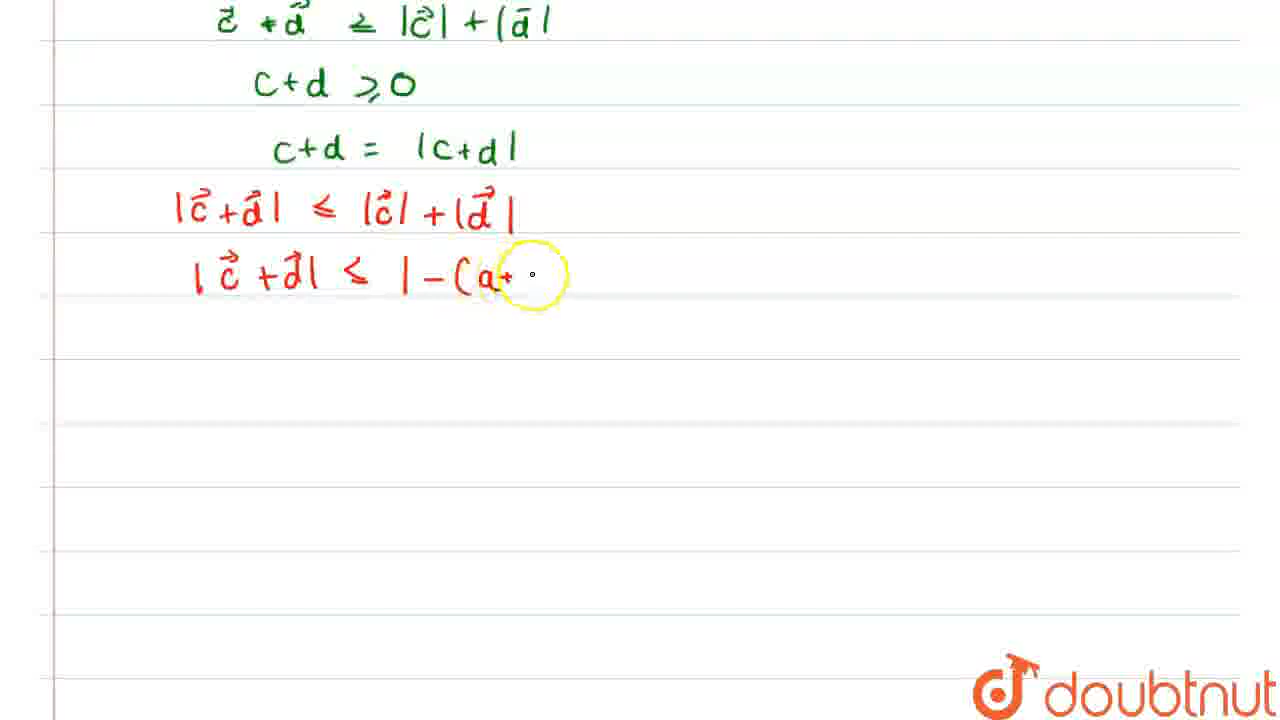 c⃗ + d⃗ ≤ |c⃗| + |d⃗|
c + d ⩾ 0
c + d = |c + d|
|c⃗ + d⃗| ≤ |c⃗| + |d⃗|
|c⃗ + d⃗| ≤ | - (a +
doubtnut